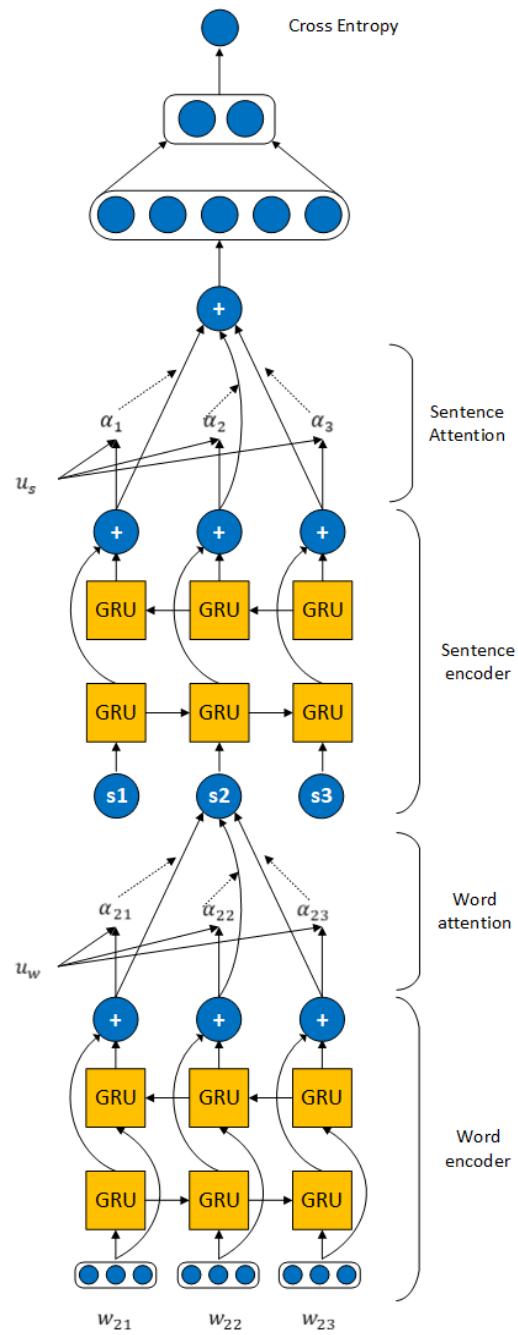 Cross Entropy
+
α₁ α₂ α₃
Sentence
Attention
uₛ
+ + +
GRU GRU GRU
Sentence
encoder
GRU GRU GRU
s1 s2 s3
α₂₁ α₂₂ α₂₃
Word
attention
u_w
+ + +
GRU GRU GRU
Word
encoder
GRU GRU GRU
w₂₁ w₂₂ w₂₃